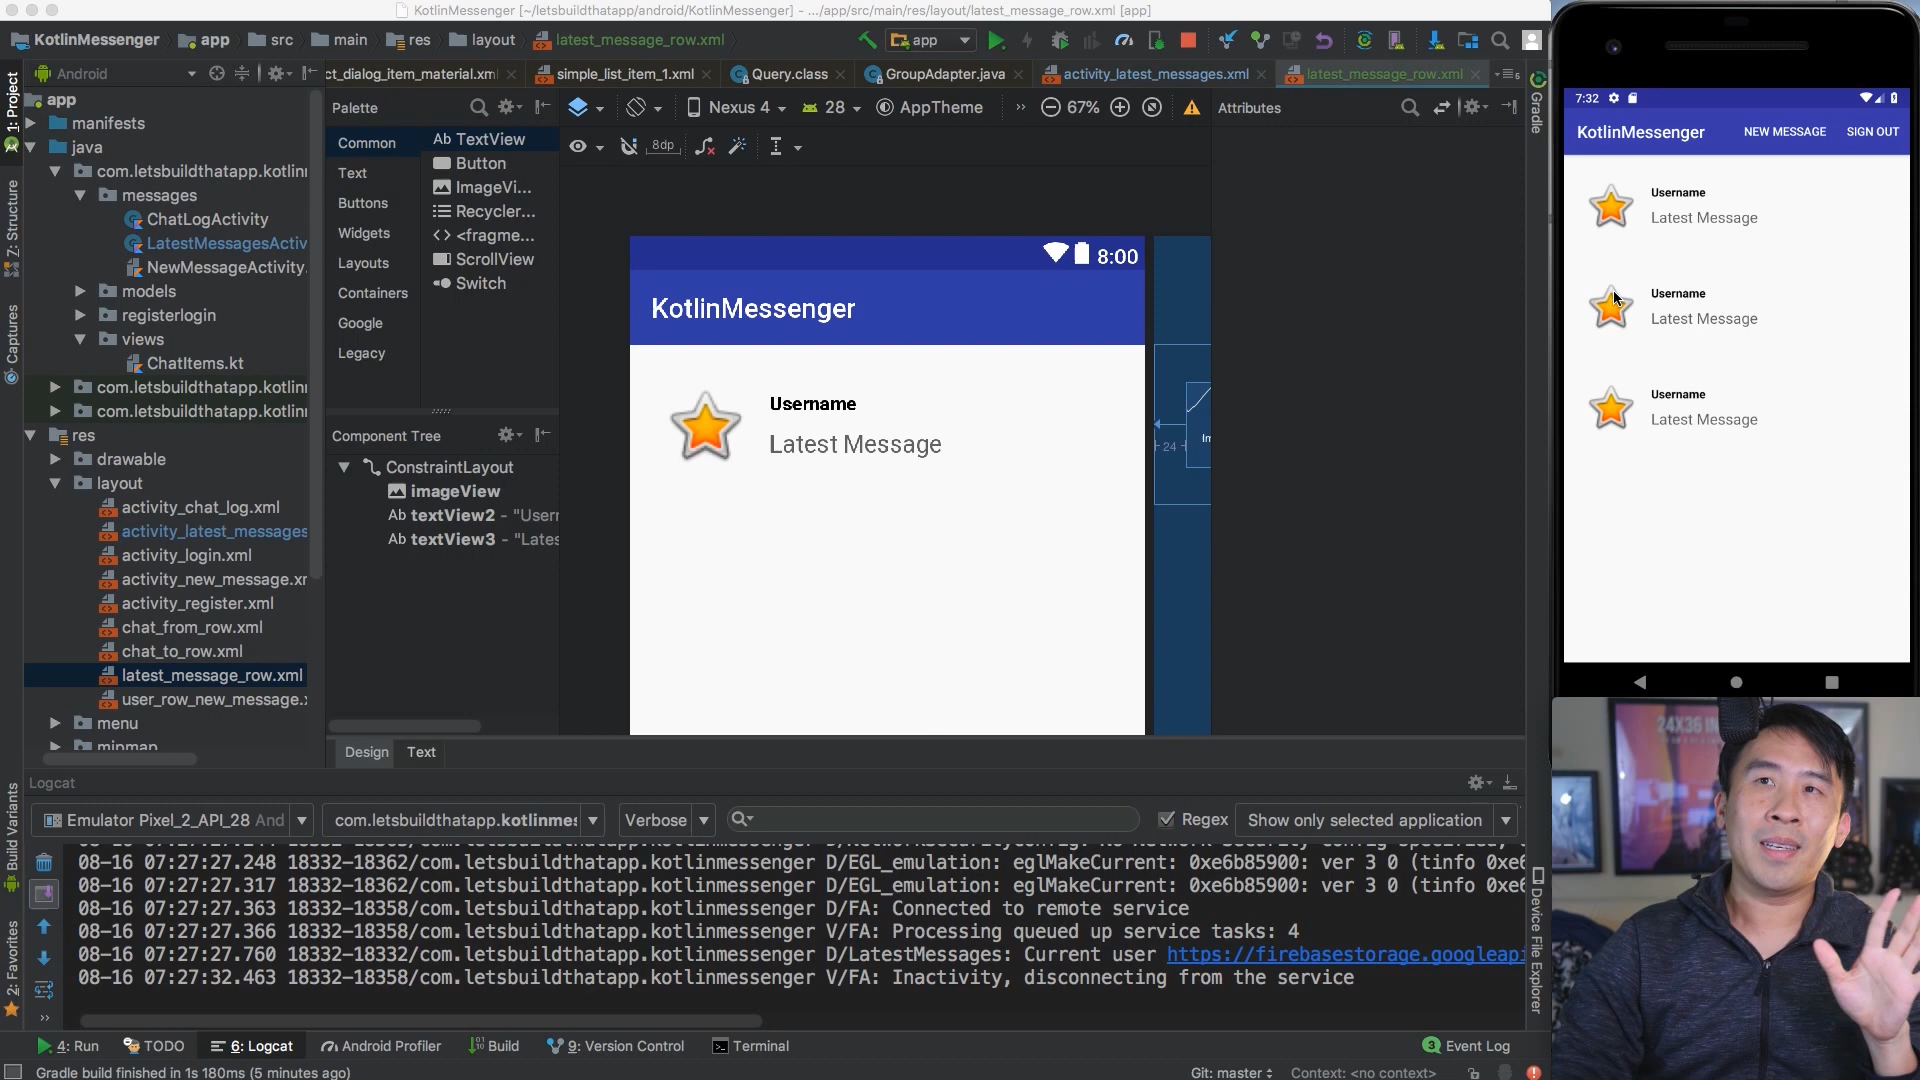 KotlinMessenger [~/letsbuildthatapp/android/KotlinMessenger] - .../app/src/main/res/layout/latest_message_row.xml [app]
KotlinMessenger app src main res layout latest_message_row.xml app
Android
ct_dialog_item_material.xml simple_list_item_1.xml Query.class GroupAdapter.java activity_latest_messages.xml latest_message_row.xml
1: Project
Z: Structure
Captures
Build Variants
2: Favorites
app
manifests
java
com.letsbuildthatapp.kotlin
messages
ChatLogActivity
LatestMessagesActiv
NewMessageActivity.
models
registerlogin
views
ChatItems.kt
com.letsbuildthatapp.kotlin
com.letsbuildthatapp.kotlin
res
drawable
layout
activity_chat_log.xml
activity_latest_messages
activity_login.xml
activity_new_message.xr
activity_register.xml
chat_from_row.xml
chat_to_row.xml
latest_message_row.xml
user_row_new_message.
menu
mipmap
Palette
Common
Text
Buttons
Widgets
Layouts
Containers
Google
Legacy
Ab TextView
Button
ImageVi...
Recycler...
<> <fragme...
ScrollView
Switch
Component Tree
ConstraintLayout
imageView
Ab textView2 - "Usern
Ab textView3 - "Lates
Nexus 4 28 AppTheme » 67%
8dp
Attributes
Gradle
8:00
KotlinMessenger
Username
Latest Message
24
Im
Design Text
7:32
KotlinMessenger NEW MESSAGE SIGN OUT
Username
Latest Message
Username
Latest Message
Username
Latest Message
24X36 IN
Logcat
Emulator Pixel_2_API_28 And com.letsbuildthatapp.kotlinmes Verbose Regex Show only selected application
08-16 07:27:27.248 18332-18362/com.letsbuildthatapp.kotlinmessenger D/EGL_emulation: eglMakeCurrent: 0xe6b85900: ver 3 0 (tinfo 0xe6
08-16 07:27:27.317 18332-18362/com.letsbuildthatapp.kotlinmessenger D/EGL_emulation: eglMakeCurrent: 0xe6b85900: ver 3 0 (tinfo 0xe6
08-16 07:27:27.363 18332-18358/com.letsbuildthatapp.kotlinmessenger D/FA: Connected to remote service
08-16 07:27:27.366 18332-18358/com.letsbuildthatapp.kotlinmessenger V/FA: Processing queued up service tasks: 4
08-16 07:27:27.760 18332-18332/com.letsbuildthatapp.kotlinmessenger D/LatestMessages: Current user https://firebasestorage.googleapi
08-16 07:27:32.463 18332-18358/com.letsbuildthatapp.kotlinmessenger V/FA: Inactivity, disconnecting from the service
Device File Explorer
4: Run TODO 6: Logcat Android Profiler Build 9: Version Control Terminal 3 Event Log
Gradle build finished in 1s 180ms (5 minutes ago) Git: master Context: <no context>